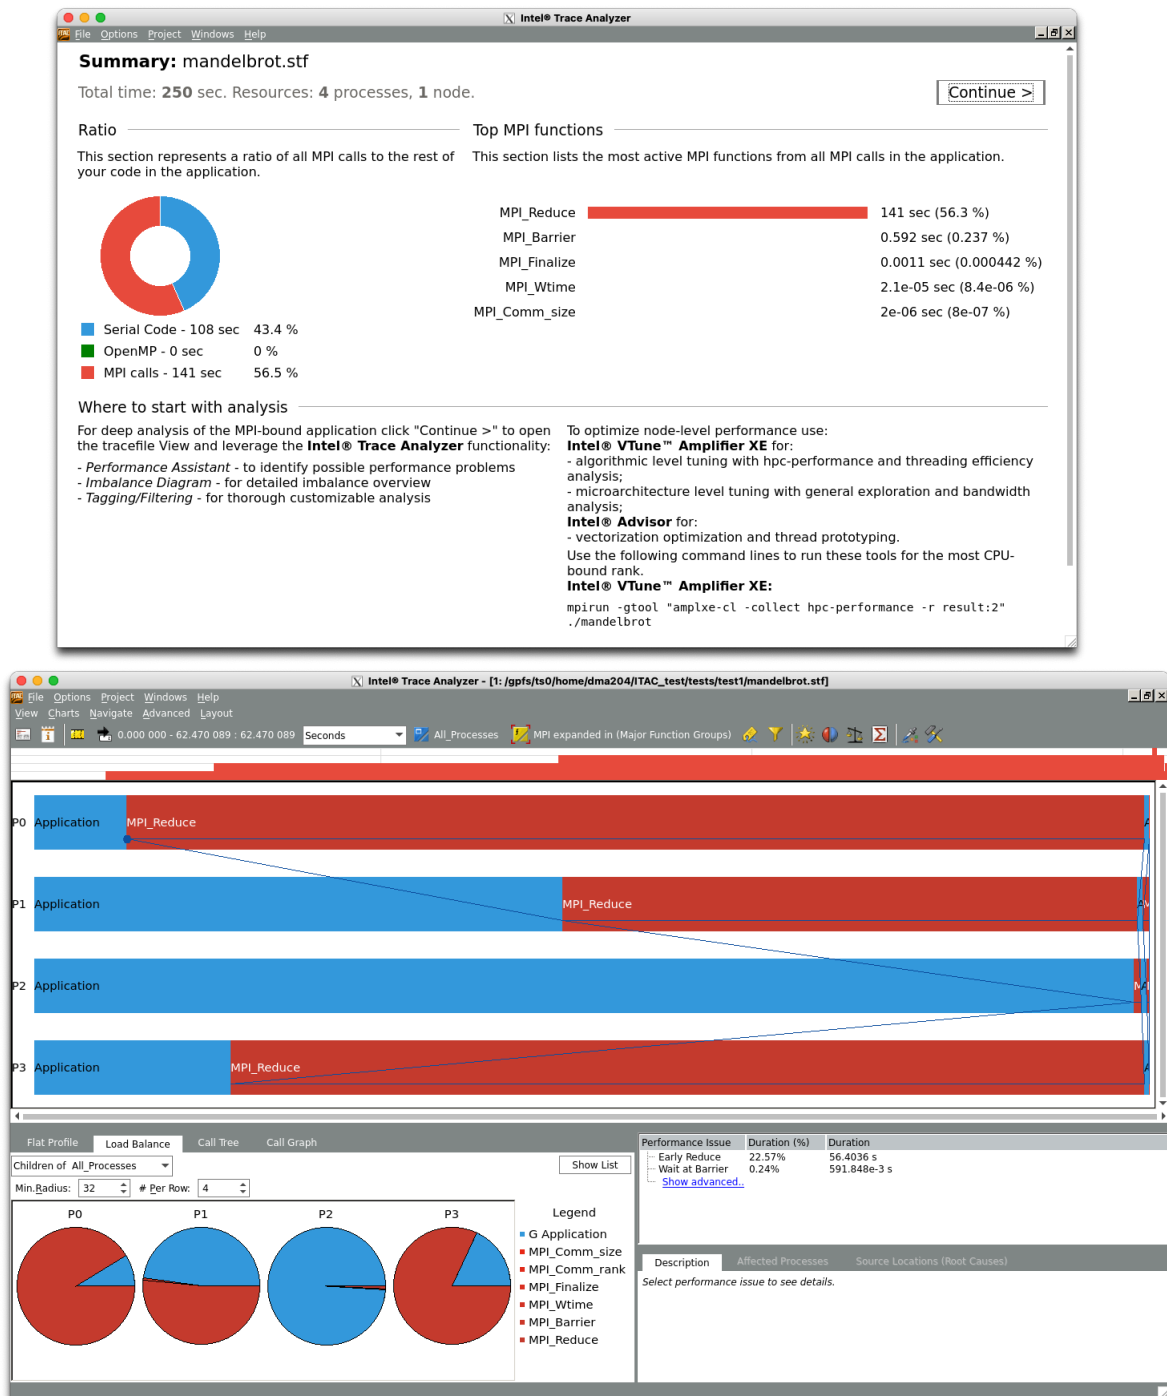 Intel® Trace Analyzer
File Options Project Windows Help
Summary: mandelbrot.stf
Total time: 250 sec. Resources: 4 processes, 1 node.
Continue >
Ratio
This section represents a ratio of all MPI calls to the rest of
your code in the application.
Serial Code - 108 sec 43.4 %
OpenMP - 0 sec 0 %
MPI calls - 141 sec 56.5 %
Top MPI functions
This section lists the most active MPI functions from all MPI calls in the application.
MPI_Reduce 141 sec (56.3 %)
MPI_Barrier 0.592 sec (0.237 %)
MPI_Finalize 0.0011 sec (0.000442 %)
MPI_Wtime 2.1e-05 sec (8.4e-06 %)
MPI_Comm_size 2e-06 sec (8e-07 %)
Where to start with analysis
For deep analysis of the MPI-bound application click "Continue >" to open
the tracefile View and leverage the Intel® Trace Analyzer functionality:
- Performance Assistant - to identify possible performance problems
- Imbalance Diagram - for detailed imbalance overview
- Tagging/Filtering - for thorough customizable analysis
To optimize node-level performance use:
Intel® VTune™ Amplifier XE for:
- algorithmic level tuning with hpc-performance and threading efficiency
analysis;
- microarchitecture level tuning with general exploration and bandwidth
analysis;
Intel® Advisor for:
- vectorization optimization and thread prototyping.
Use the following command lines to run these tools for the most CPU-
bound rank.
Intel® VTune™ Amplifier XE:
mpirun -gtool "amplxe-cl -collect hpc-performance -r result:2"
./mandelbrot
Intel® Trace Analyzer - [1: /gpfs/ts0/home/dma204/ITAC_test/tests/test1/mandelbrot.stf]
File Options Project Windows Help
View Charts Navigate Advanced Layout
0.000 000 - 62.470 089 : 62.470 089 Seconds All_Processes MPI expanded in (Major Function Groups)
P0 Application MPI_Reduce A
P1 Application MPI_Reduce A M
P2 Application M A
P3 Application MPI_Reduce A
Flat Profile Load Balance Call Tree Call Graph
Children of All_Processes Show List
Min.Radius: 32 # Per Row: 4
P0 P1 P2 P3
Legend
G Application
MPI_Comm_size
MPI_Comm_rank
MPI_Finalize
MPI_Wtime
MPI_Barrier
MPI_Reduce
Performance Issue Duration (%) Duration
Early Reduce 22.57% 56.4036 s
Wait at Barrier 0.24% 591.848e-3 s
Show advanced..
Description Affected Processes Source Locations (Root Causes)
Select performance issue to see details.